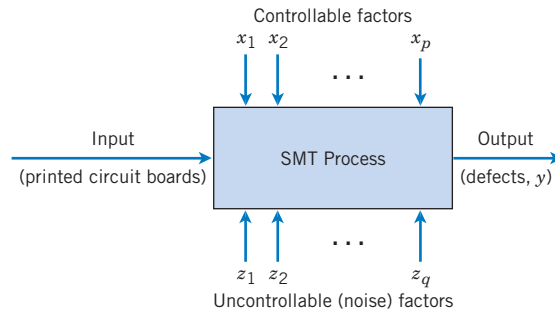 Controllable factors
x1 x2 xp
. . .
Input Output
SMT Process
(printed circuit boards) (defects, y)
. . .
z1 z2 zq
Uncontrollable (noise) factors